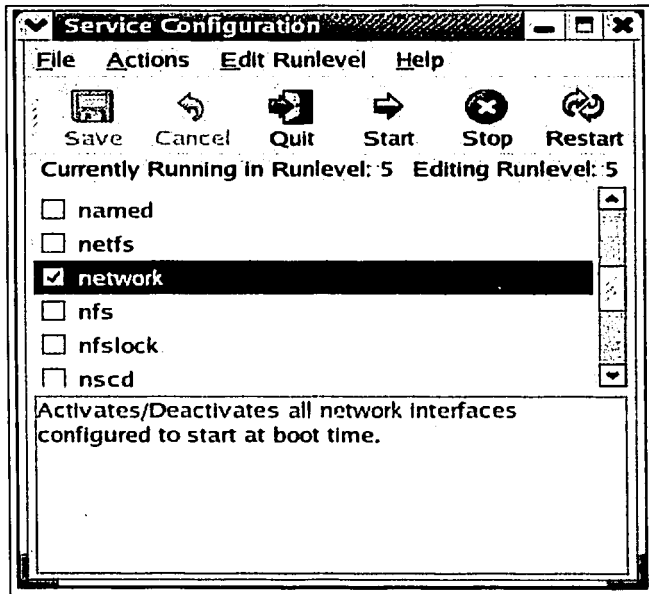 Service Configuration
File Actions Edit Runlevel Help
Save Cancel Quit Start Stop Restart
Currently Running in Runlevel: 5 Editing Runlevel: 5
named
netfs
network
nfs
nfslock
nscd
Activates/Deactivates all network interfaces
configured to start at boot time.